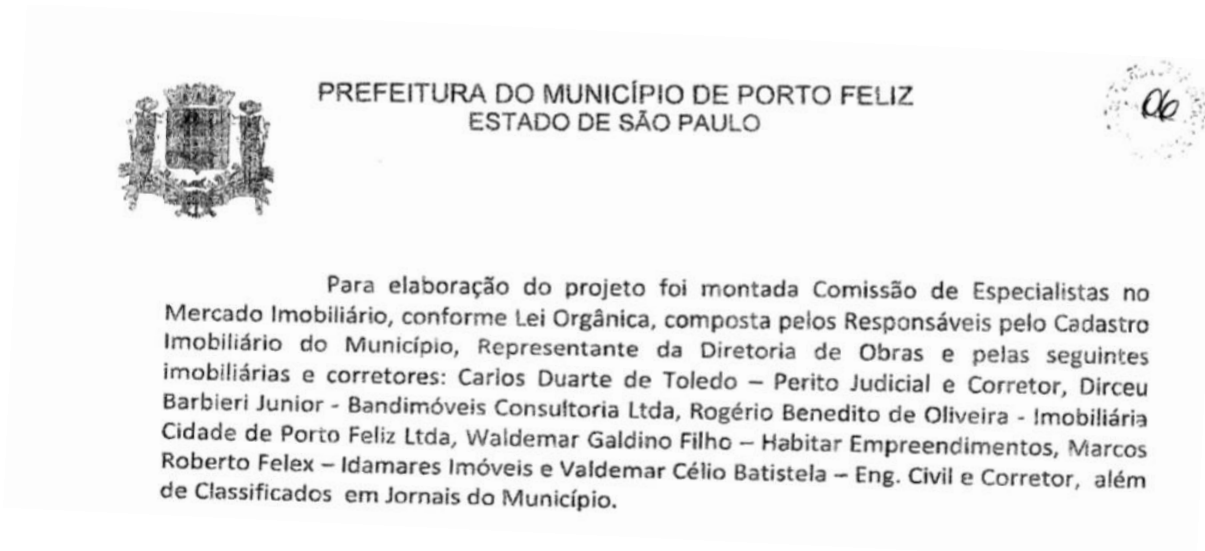 PREFEITURA DO MUNICÍPIO DE PORTO FELIZ
ESTADO DE SÃO PAULO
06
Para elaboração do projeto foi montada Comissão de Especialistas no
Mercado Imobiliário, conforme Lei Orgânica, composta pelos Responsáveis pelo Cadastro
Imobiliário do Município, Representante da Diretoria de Obras e pelas seguintes
imobiliárias e corretores: Carlos Duarte de Toledo – Perito Judicial e Corretor, Dirceu
Barbieri Junior - Bandimóveis Consultoria Ltda, Rogério Benedito de Oliveira - Imobiliária
Cidade de Porto Feliz Ltda, Waldemar Galdino Filho – Habitar Empreendimentos, Marcos
Roberto Felex – Idamares Imóveis e Valdemar Célio Batistela – Eng. Civil e Corretor, além
de Classificados em Jornais do Município.